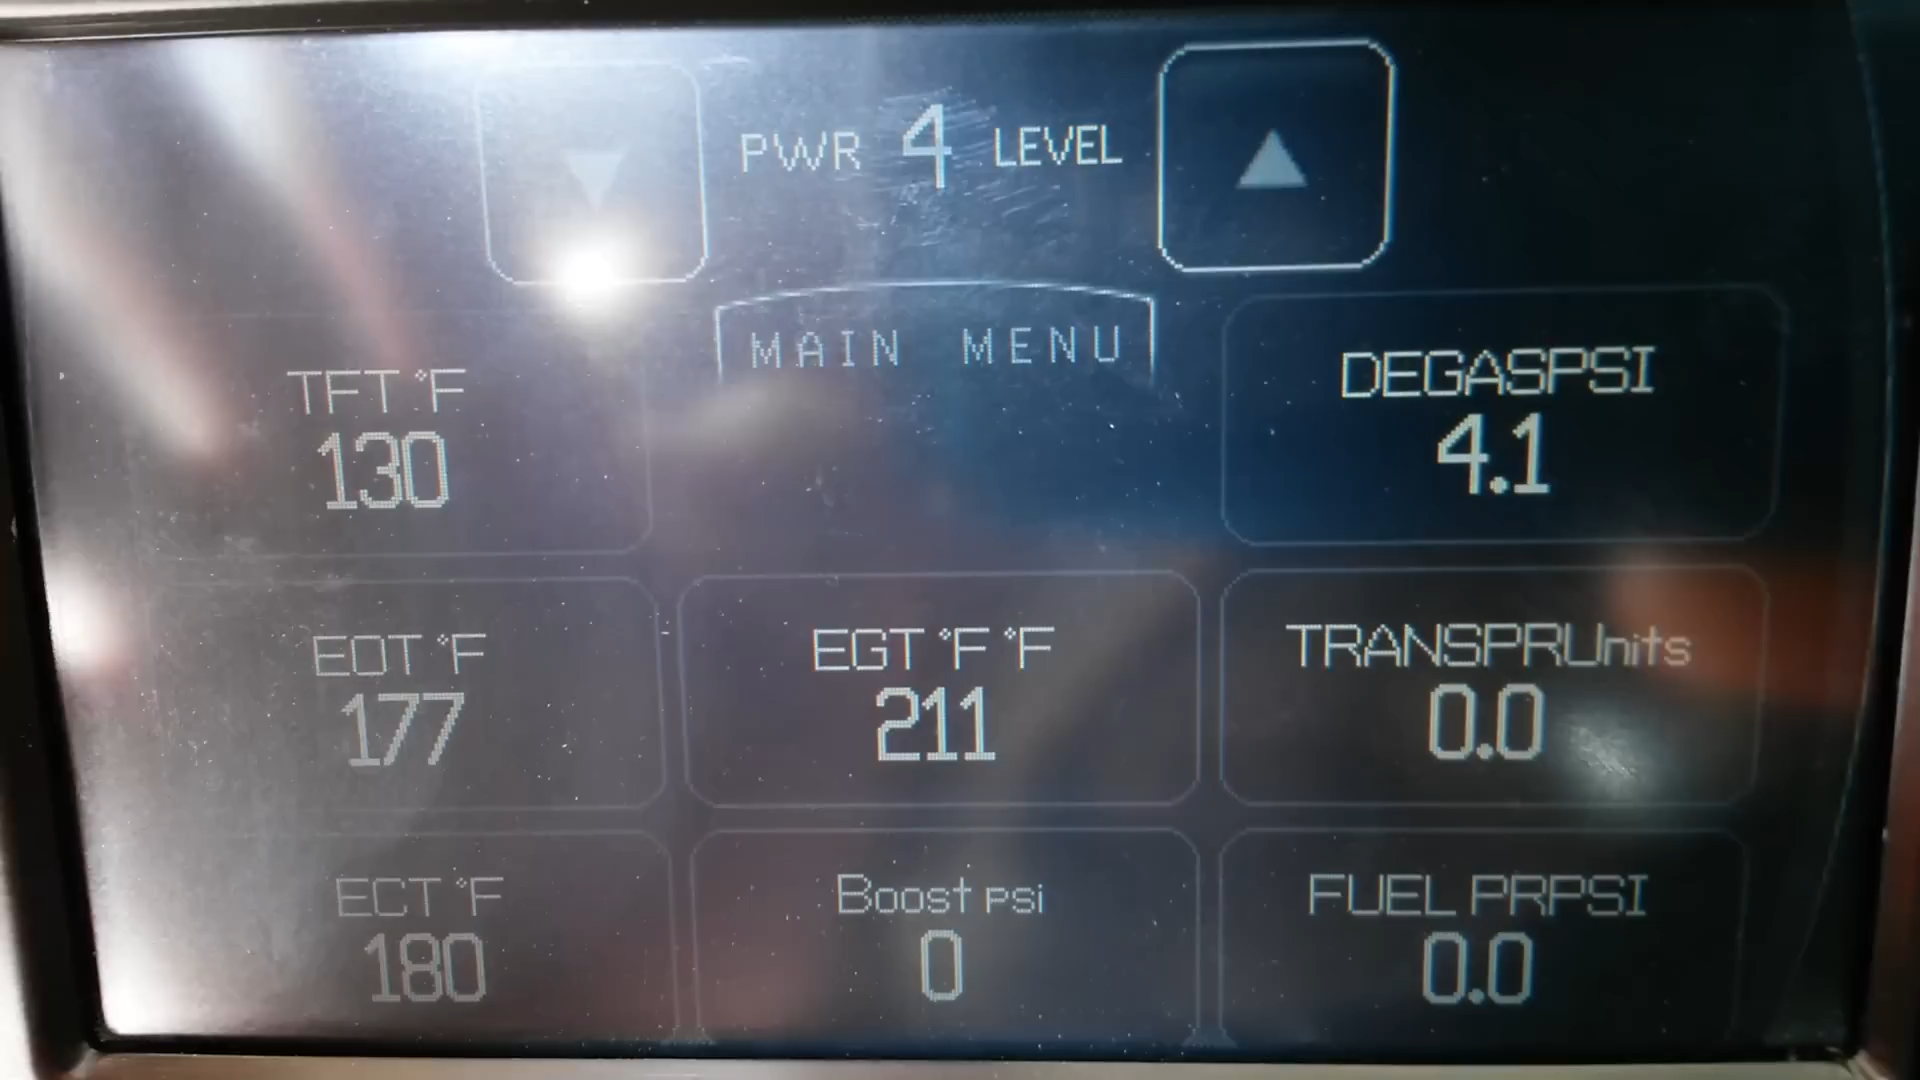 PWR 4 LEVEL
MAIN MENU
TFT °F
130
DEGASPSI
4.1
EOT °F
177
EGT °F °F
211
TRANSPRUnits
0.0
ECT °F
180
Boost psi
0
FUEL PRPSI
0.0